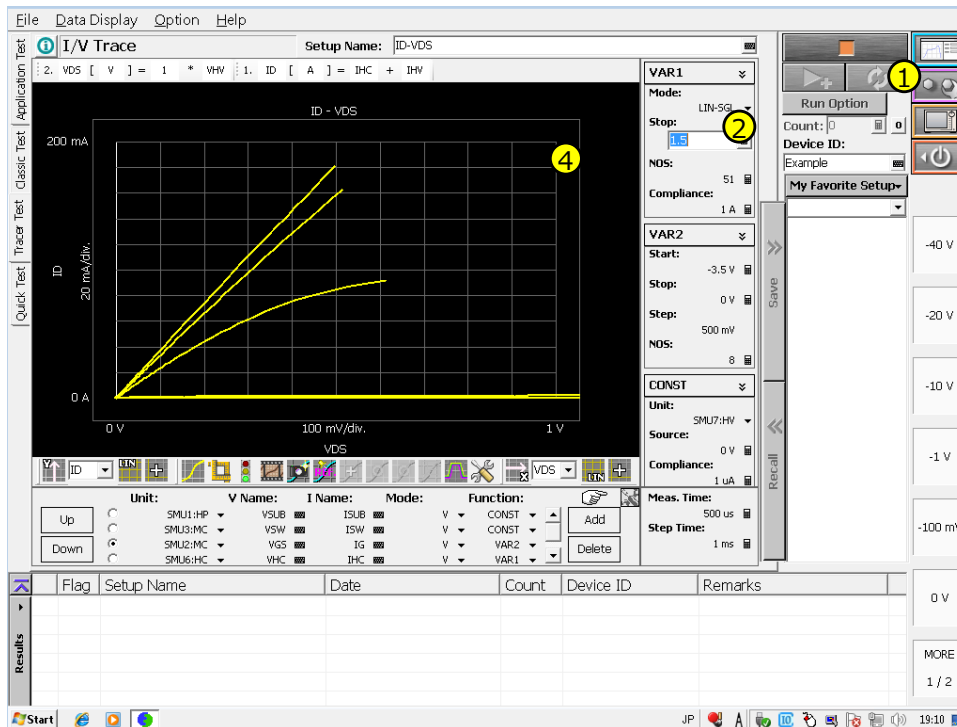 File Data Display Option Help
I/V Trace Setup Name: ID-VDS
2. VDS [ V ] = 1 * VHV 1. ID [ A ] = IHC + IHV
Application Test
Classic Test
Tracer Test
Quick Test
ID - VDS
200 mA
ID
20 mA/div.
0 A
0 V 100 mV/div. 1 V
VDS
4
VAR1
Mode:
LIN-SGL
Stop:
1.5
2
NOS:
51
Compliance:
1 A
VAR2
Start:
-3.5 V
Stop:
0 V
Step:
500 mV
NOS:
8
CONST
Unit:
SMU7:HV
Source:
0 V
Compliance:
1 uA
Meas. Time:
500 us
Step Time:
1 ms
1
Run Option
Count: 0 0
Device ID:
Example
My Favorite Setup
Save
Recall
-40 V
-20 V
-10 V
-1 V
-100 mV
0 V
MORE
1 / 2
ID LIN VDS LIN
Unit: V Name: I Name: Mode: Function:
Up
Down
SMU1:HP VSUB ISUB V CONST
SMU3:MC VSW ISW V CONST
SMU2:MC VGS IG V VAR2
SMU6:HC VHC IHC V VAR1
Add
Delete
Results
Flag Setup Name Date Count Device ID Remarks
Start JP A 19:10